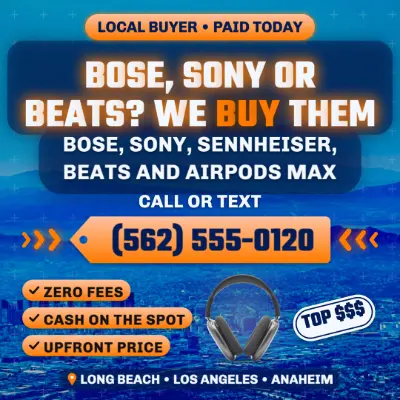 LOCAL BUYER • PAID TODAY
BOSE, SONY OR
BEATS? WE BUY THEM
BOSE, SONY, SENNHEISER,
BEATS AND AIRPODS MAX
CALL OR TEXT
(562) 555-0120
✓ ZERO FEES
✓ CASH ON THE SPOT
✓ UPFRONT PRICE
TOP $$$
LONG BEACH • LOS ANGELES • ANAHEIM